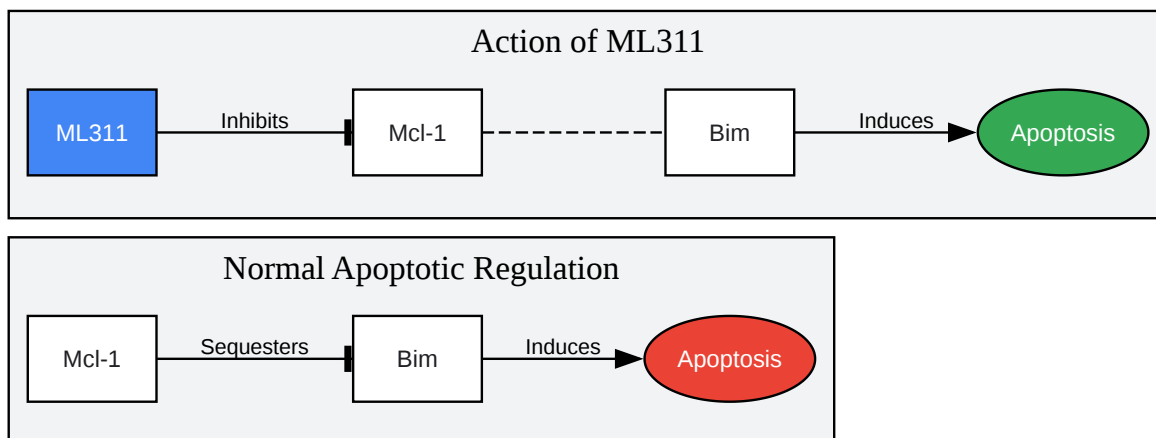 Action of ML311
ML311
Inhibits
Mcl-1
Bim
Induces
Apoptosis
Normal Apoptotic Regulation
Mcl-1
Sequesters
Bim
Induces
Apoptosis